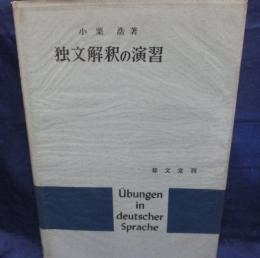 小栗 浩著
独文解釈の演習
郁文堂刊
Übungen
in
deutscher
Sprache